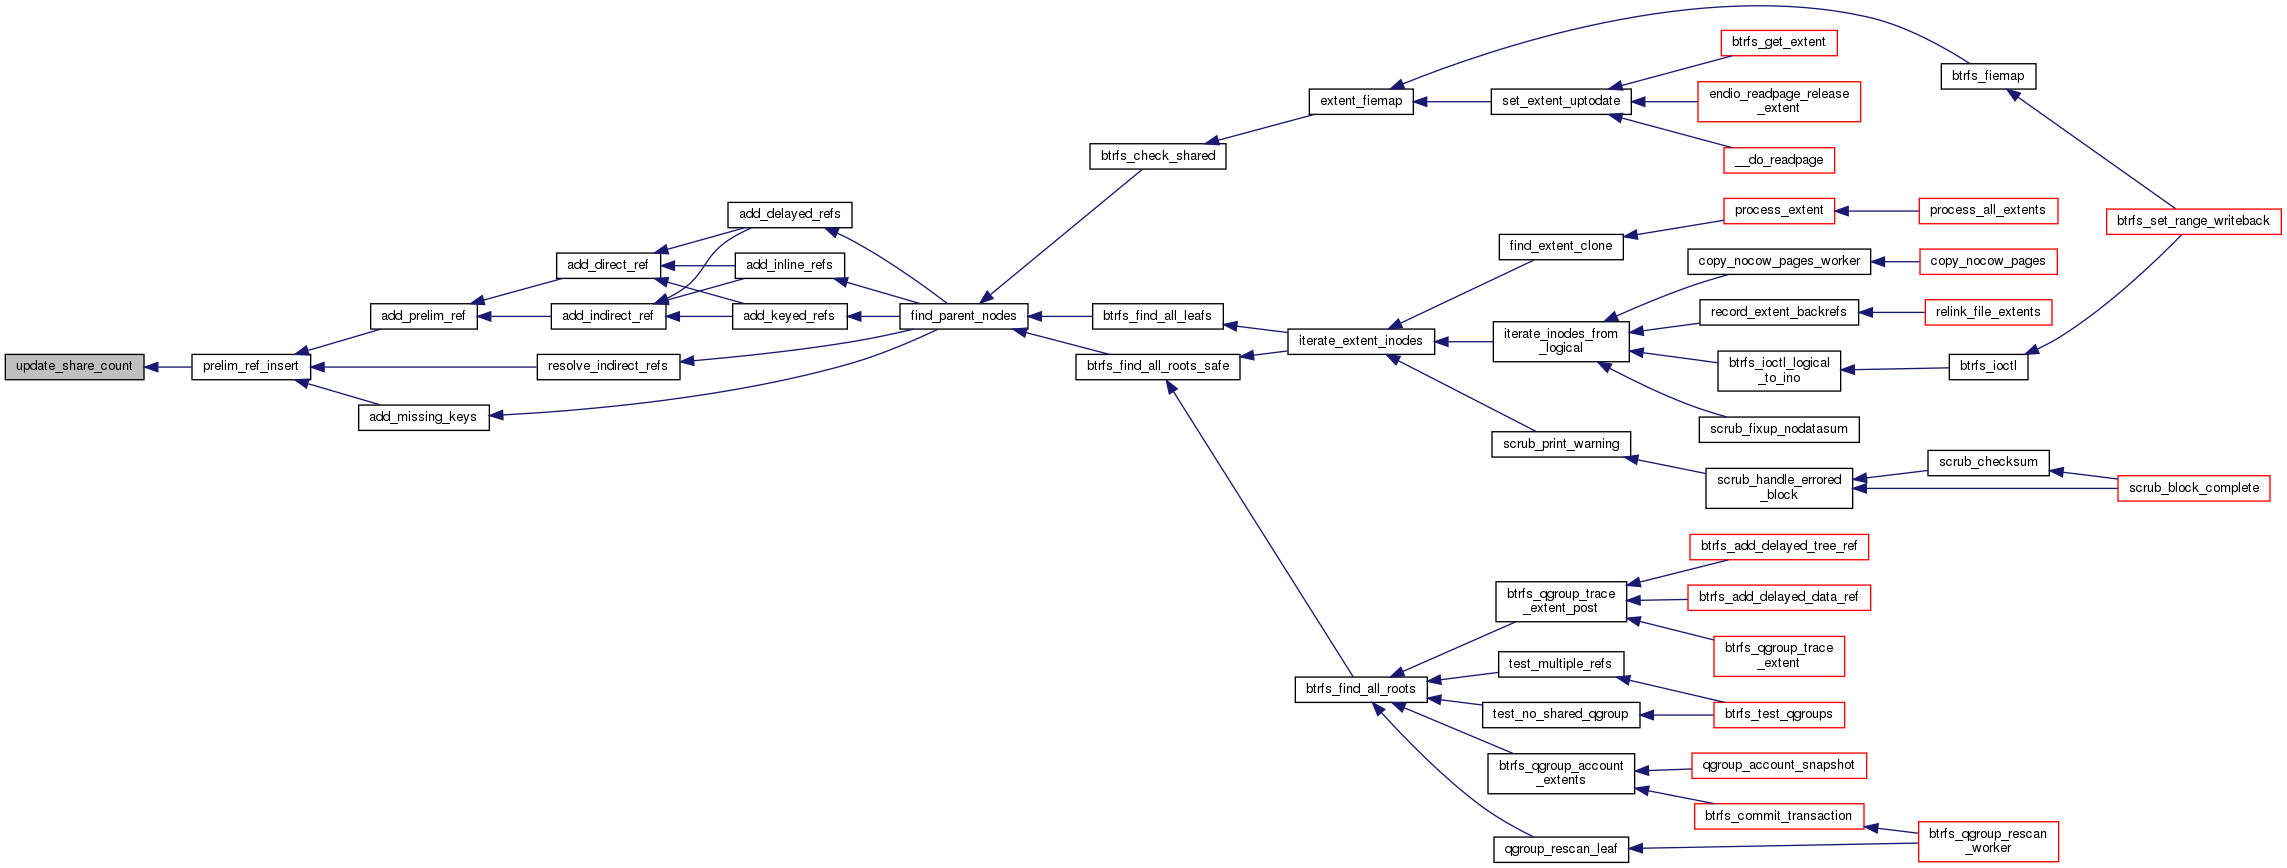 update_share_count
prelim_ref_insert
add_prelim_ref
resolve_indirect_refs
add_missing_keys
add_direct_ref
add_indirect_ref
add_delayed_refs
add_inline_refs
add_keyed_refs
find_parent_nodes
btrfs_check_shared
btrfs_find_all_leafs
btrfs_find_all_roots_safe
extent_fiemap
iterate_extent_inodes
btrfs_find_all_roots
set_extent_uptodate
find_extent_clone
iterate_inodes_from
_logical
scrub_print_warning
btrfs_qgroup_trace
_extent_post
test_multiple_refs
test_no_shared_qgroup
btrfs_qgroup_account
_extents
qgroup_rescan_leaf
btrfs_get_extent
endio_readpage_release
_extent
__do_readpage
process_extent
copy_nocow_pages_worker
record_extent_backrefs
btrfs_ioctl_logical
_to_ino
scrub_fixup_nodatasum
scrub_handle_errored
_block
btrfs_add_delayed_tree_ref
btrfs_add_delayed_data_ref
btrfs_qgroup_trace
_extent
btrfs_test_qgroups
qgroup_account_snapshot
btrfs_commit_transaction
btrfs_fiemap
process_all_extents
copy_nocow_pages
relink_file_extents
btrfs_ioctl
scrub_checksum
btrfs_qgroup_rescan
_worker
btrfs_set_range_writeback
scrub_block_complete